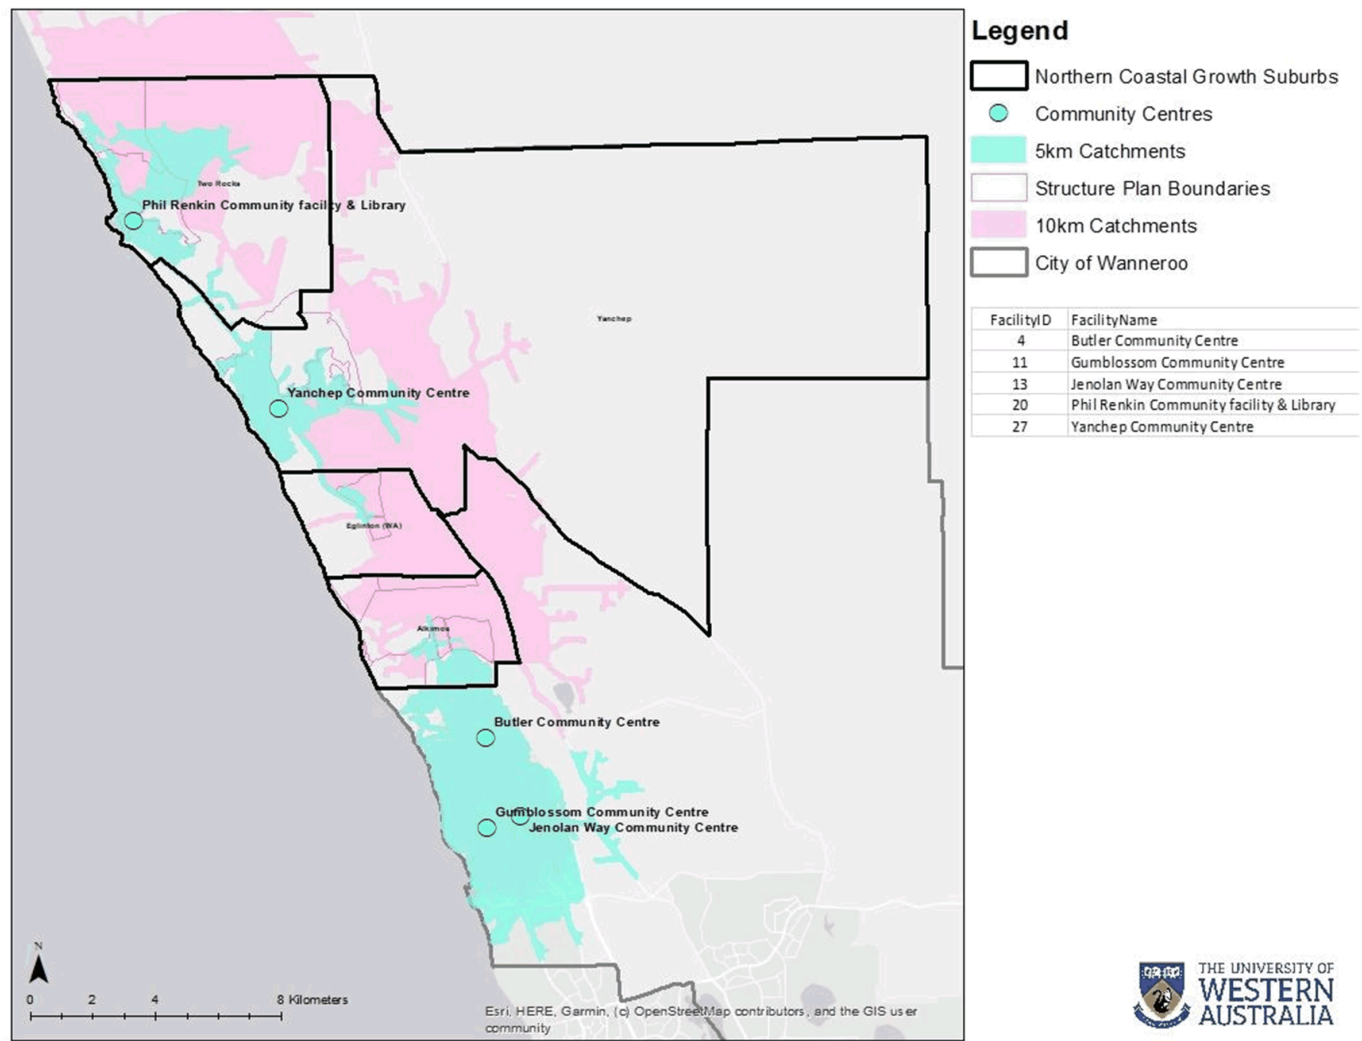 Legend
Northern Coastal Growth Suburbs
Community Centres
5km Catchments
Structure Plan Boundaries
10km Catchments
City of Wanneroo
FacilityID FacilityName
4 Butler Community Centre
11 Gumblossom Community Centre
13 Jenolan Way Community Centre
20 Phil Renkin Community facility & Library
27 Yanchep Community Centre
Two Rocks
Phil Renkin Community facility & Library
Yanchep
Yanchep Community Centre
Eglinton (WA)
Alkimos
Butler Community Centre
Gumblossom Community Centre
Jenolan Way Community Centre
N
0 2 4 8 Kilometers
Esri, HERE, Garmin, (c) OpenStreetMap contributors, and the GIS user
community
THE UNIVERSITY OF
WESTERN
AUSTRALIA